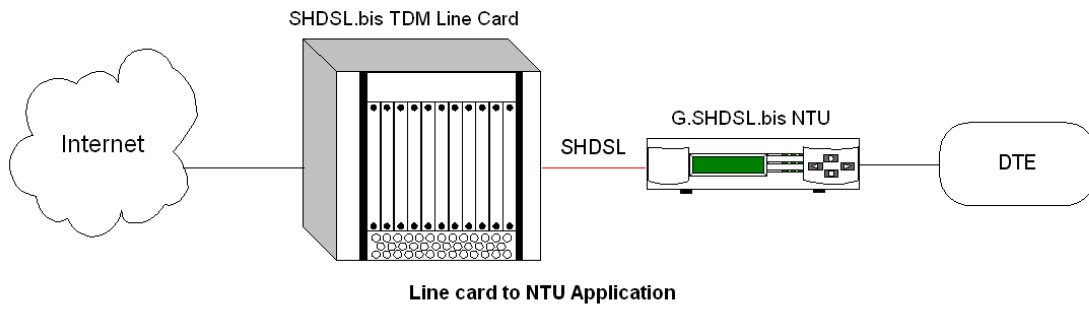 SHDSL.bis TDM Line Card
Internet
SHDSL
G.SHDSL.bis NTU
DTE
Line card to NTU Application